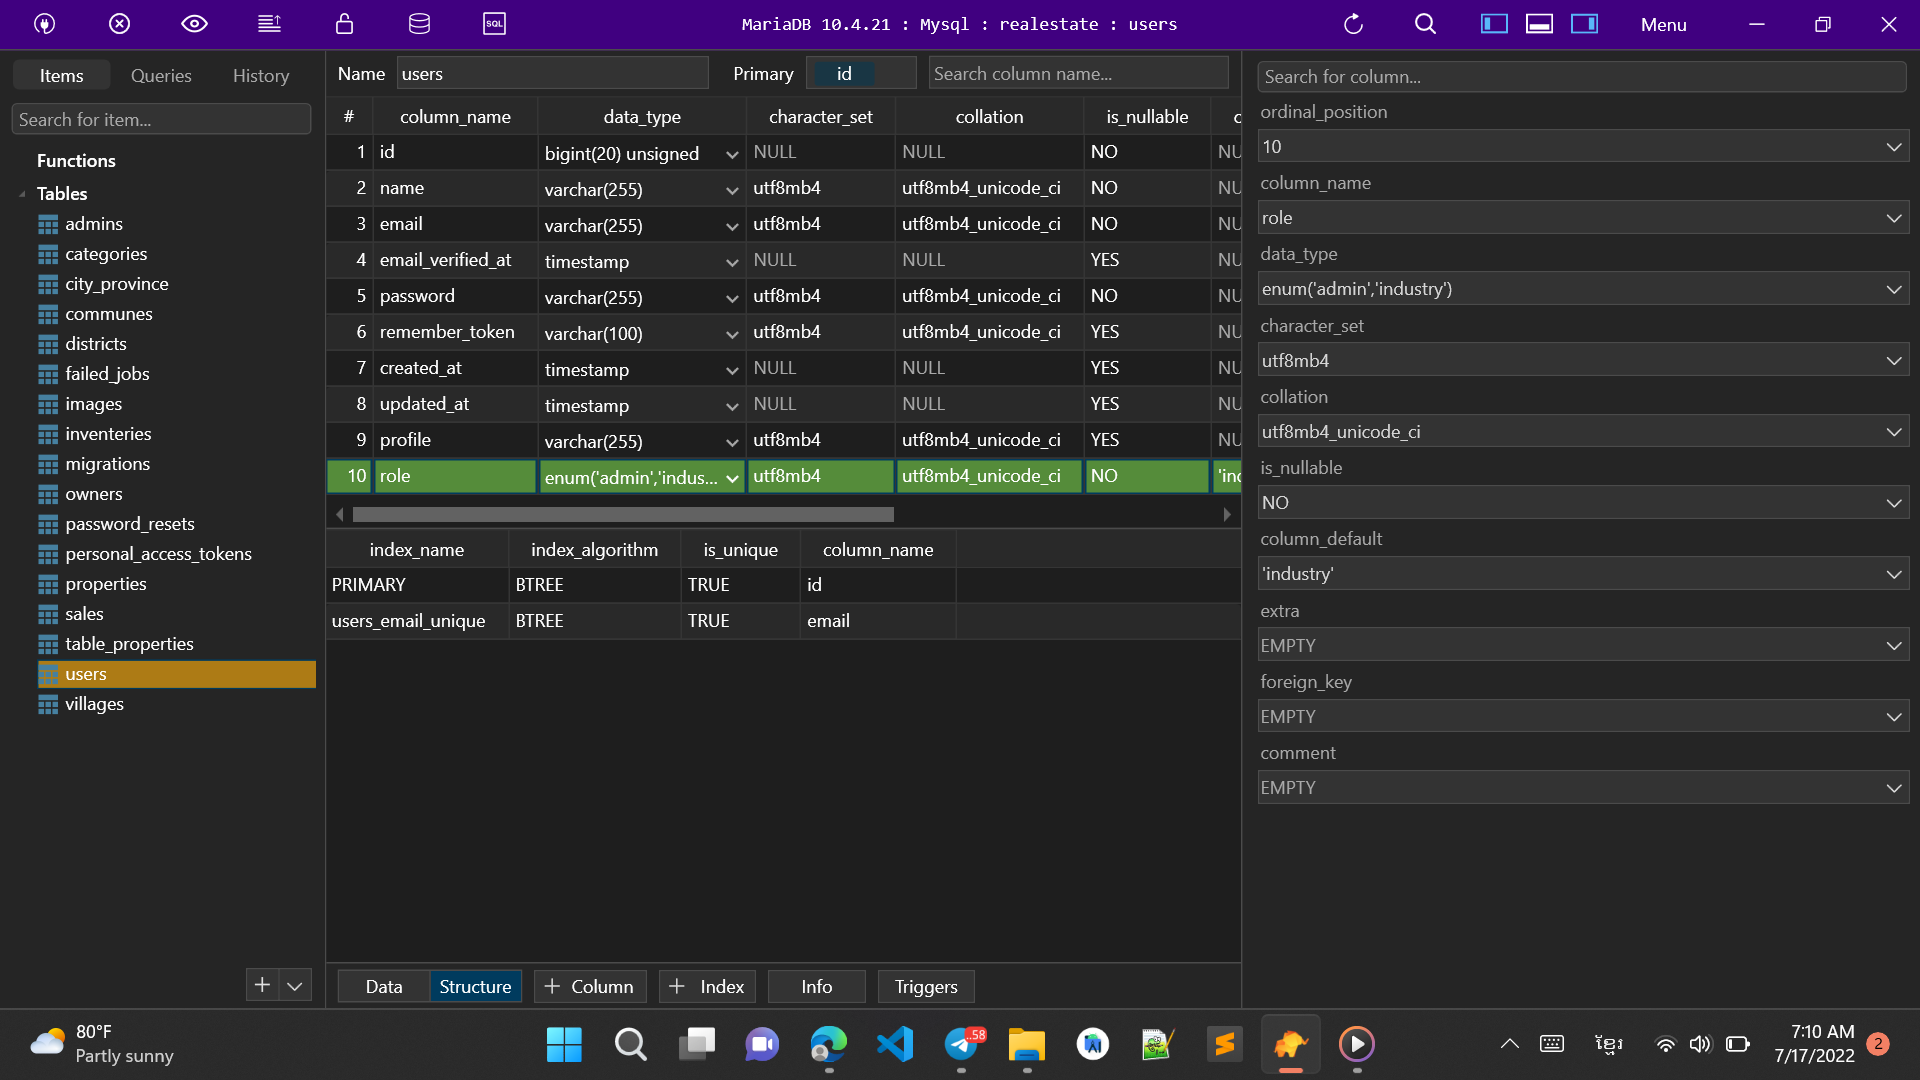 SQL MariaDB 10.4.21 : Mysql : realestate : users Menu
Items Queries History
Search for item...
Functions
Tables
admins
categories
city_province
communes
districts
failed_jobs
images
inventeries
migrations
owners
password_resets
personal_access_tokens
properties
sales
table_properties
users
villages
Name users Primary id Search column name...
# column_name data_type character_set collation is_nullable c
1 id bigint(20) unsigned NULL NULL NO NU
2 name varchar(255) utf8mb4 utf8mb4_unicode_ci NO NU
3 email varchar(255) utf8mb4 utf8mb4_unicode_ci NO NU
4 email_verified_at timestamp NULL NULL YES NU
5 password varchar(255) utf8mb4 utf8mb4_unicode_ci NO NU
6 remember_token varchar(100) utf8mb4 utf8mb4_unicode_ci YES NU
7 created_at timestamp NULL NULL YES NU
8 updated_at timestamp NULL NULL YES NU
9 profile varchar(255) utf8mb4 utf8mb4_unicode_ci YES NU
10 role enum('admin','indus... utf8mb4 utf8mb4_unicode_ci NO 'inc
index_name index_algorithm is_unique column_name
PRIMARY BTREE TRUE id
users_email_unique BTREE TRUE email
Data Structure + Column + Index Info Triggers
Search for column...
ordinal_position
10
column_name
role
data_type
enum('admin','industry')
character_set
utf8mb4
collation
utf8mb4_unicode_ci
is_nullable
NO
column_default
'industry'
extra
EMPTY
foreign_key
EMPTY
comment
EMPTY
80°F
Partly sunny
..58
ខ្មែរ
7:10 AM
7/17/2022
2